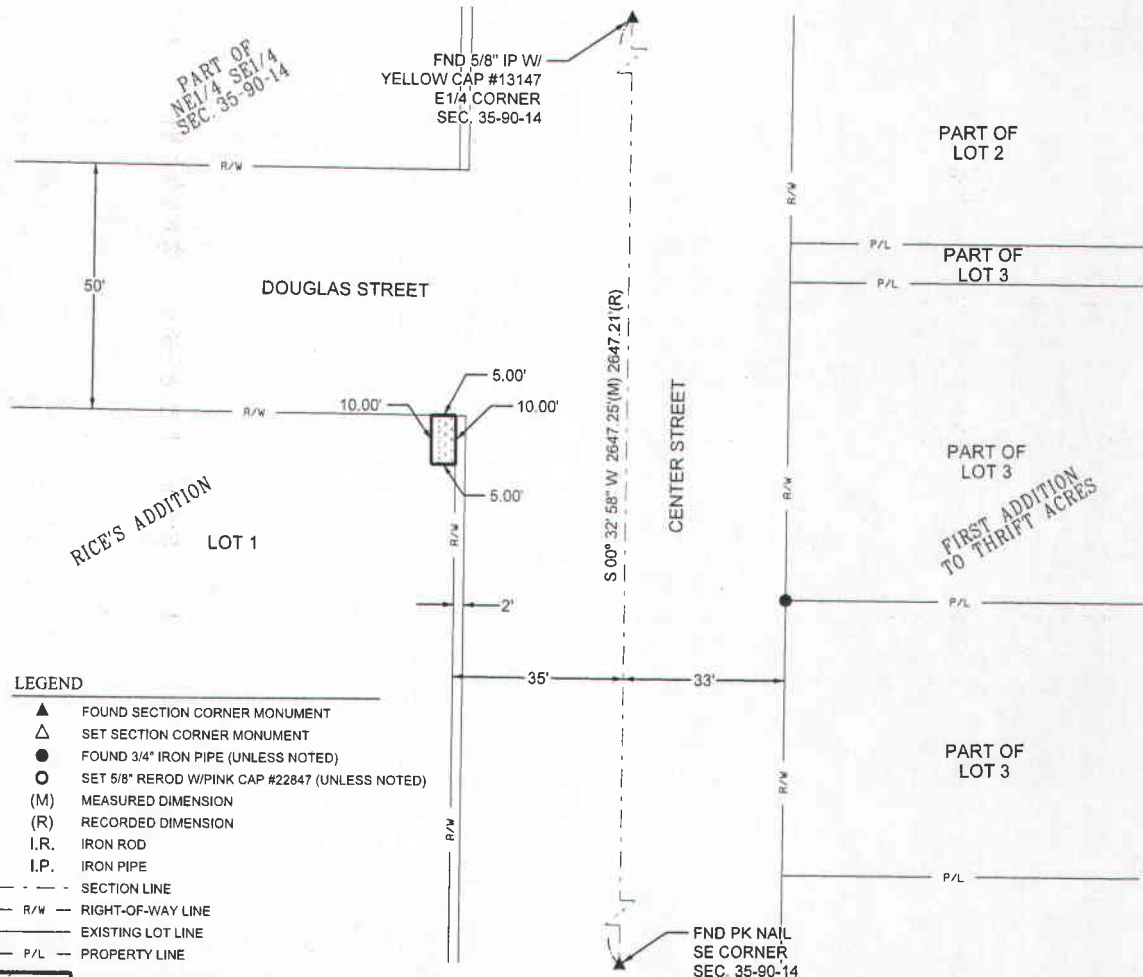 PART OF
NE1/4 SE1/4
SEC. 35-90-14
FND 5/8" IP W/
YELLOW CAP #13147
E1/4 CORNER
SEC. 35-90-14
PART OF
LOT 2
R/W
R/W
P/L
PART OF
LOT 3
P/L
50'
DOUGLAS STREET
S 00° 32' 58" W 2647.25'(M) 2647.21'(R)
CENTER STREET
5.00'
R/W
10.00'
10.00'
5.00'
PART OF
LOT 3
R/W
FIRST ADDITION
TO THRIFT ACRES
RICE'S ADDITION
LOT 1
R/W
2'
P/L
35'
33'
PART OF
LOT 3
R/W
R/W
P/L
FND PK NAIL
SE CORNER
SEC. 35-90-14
LEGEND
FOUND SECTION CORNER MONUMENT
SET SECTION CORNER MONUMENT
FOUND 3/4" IRON PIPE (UNLESS NOTED)
SET 5/8" REROD W/PINK CAP #22847 (UNLESS NOTED)
(M) MEASURED DIMENSION
(R) RECORDED DIMENSION
I.R. IRON ROD
I.P. IRON PIPE
SECTION LINE
R/W RIGHT-OF-WAY LINE
EXISTING LOT LINE
P/L PROPERTY LINE